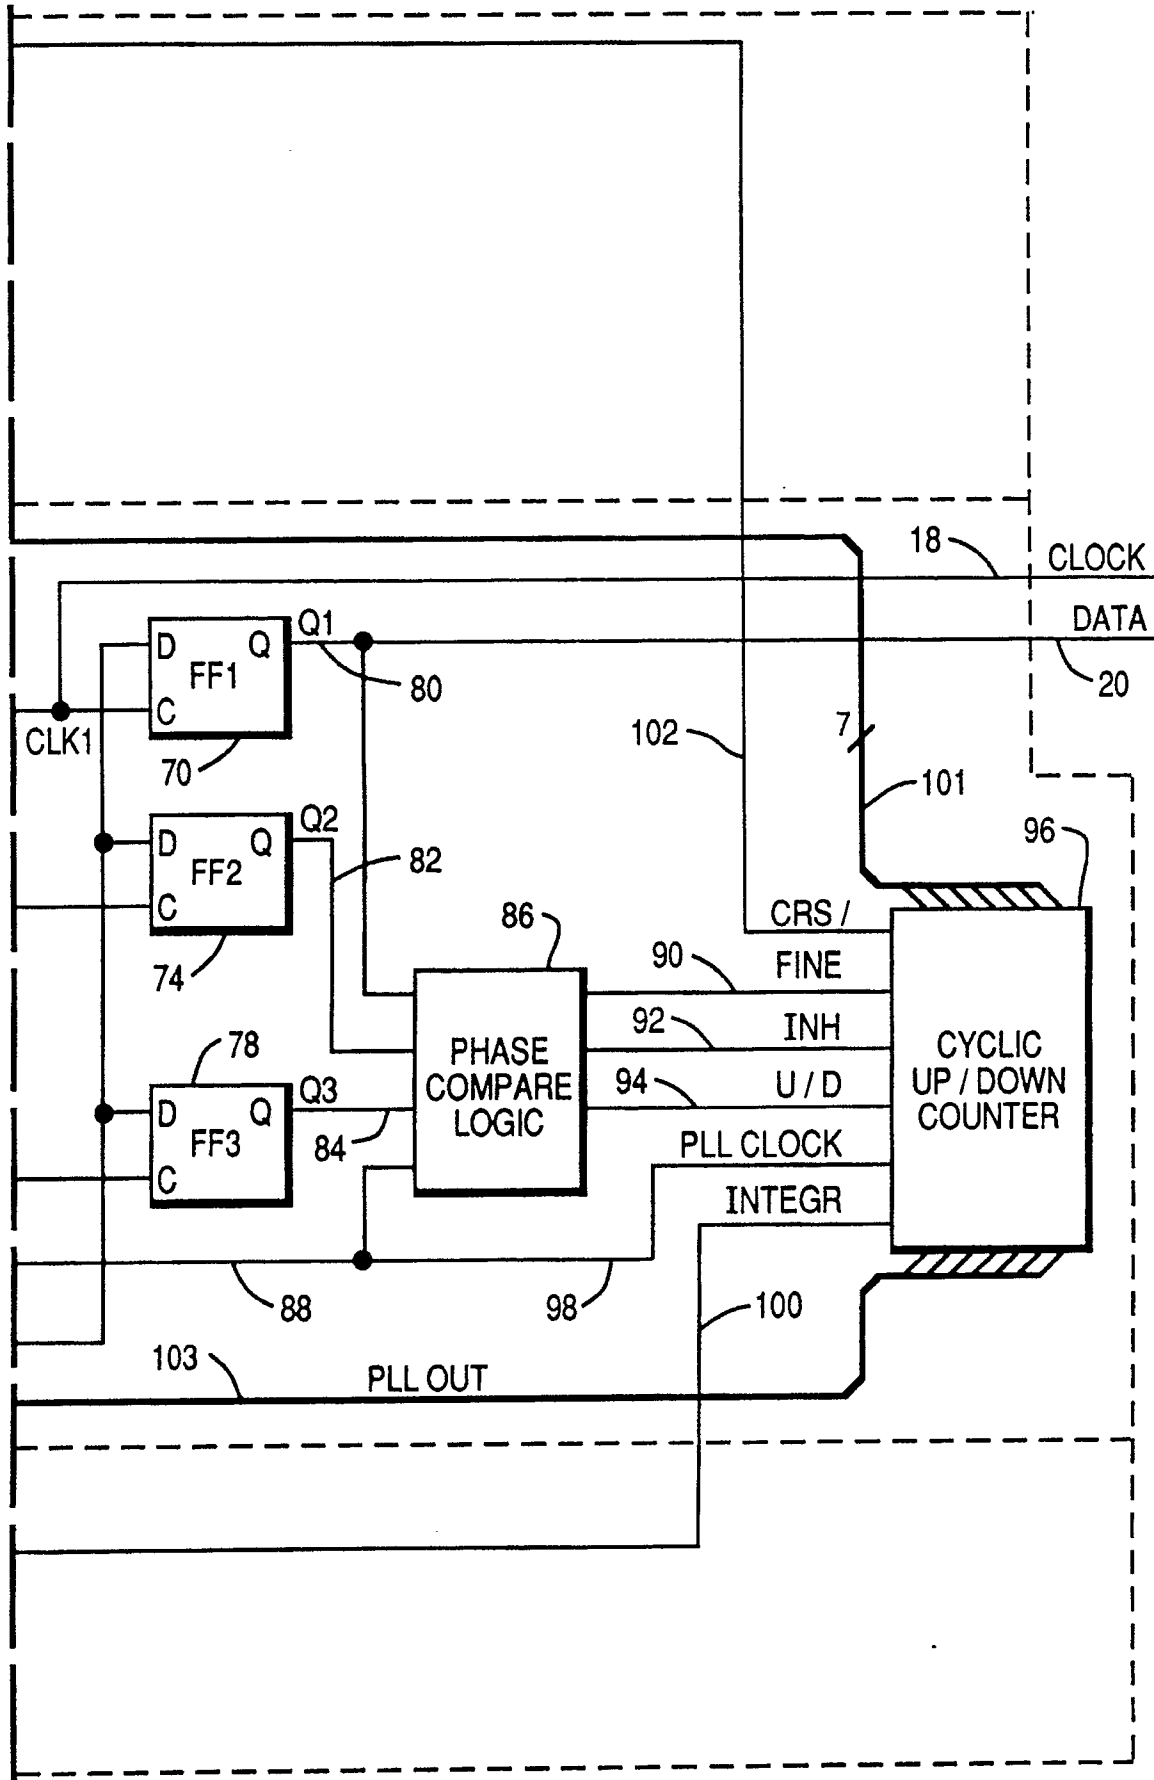 18
CLOCK
DATA
20
D Q
FF1
C
Q1
80
CLK1
70
102
7
101
96
D Q
FF2
C
Q2
82
74
86
CRS /
90
FINE
92
INH
94
U / D
PLL CLOCK
INTEGR
PHASE
COMPARE
LOGIC
CYCLIC
UP / DOWN
COUNTER
78
D Q
FF3
C
Q3
84
88
98
100
103
PLL OUT